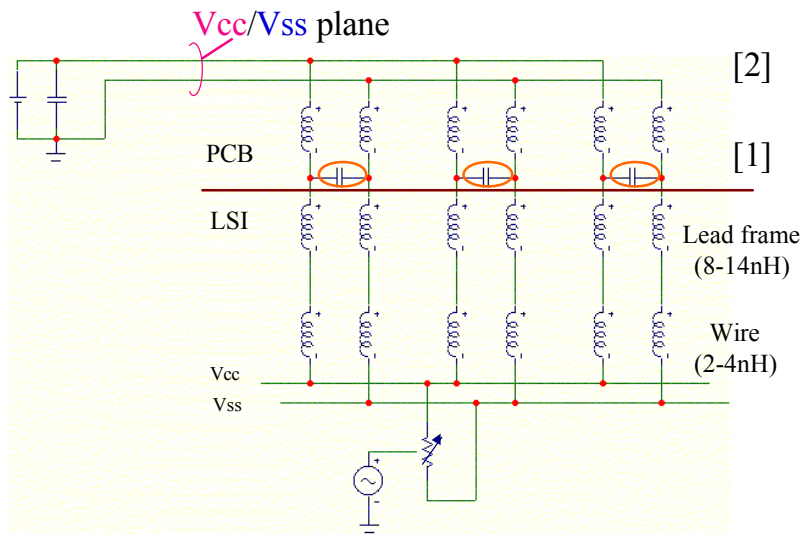 Vcc/Vss plane
[2]
PCB
[1]
LSI
Lead frame
(8-14nH)
Wire
(2-4nH)
Vcc
Vss